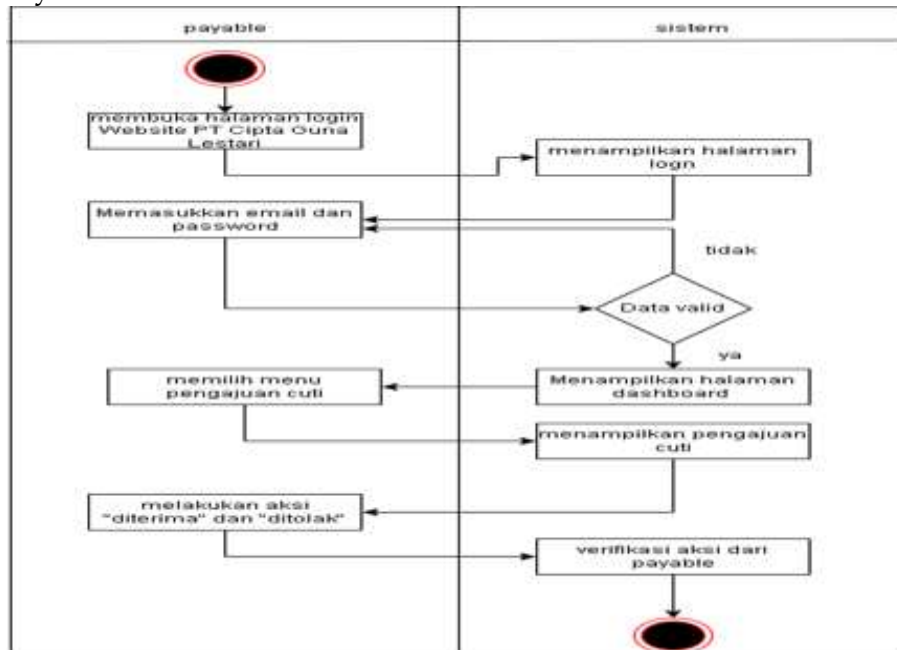 payable
sistem
membuka halaman login
Website PT Cipta Guna
Lestari
menampilkan halaman
logn
Memasukkan email dan
password
tidak
Data valid
ya
memilih menu
pengajuan cuti
Menampilkan halaman
dashboard
menampilkan pengajuan
cuti
melakukan aksi
"diterima" dan "ditolak"
verifikasi aksi dari
payable